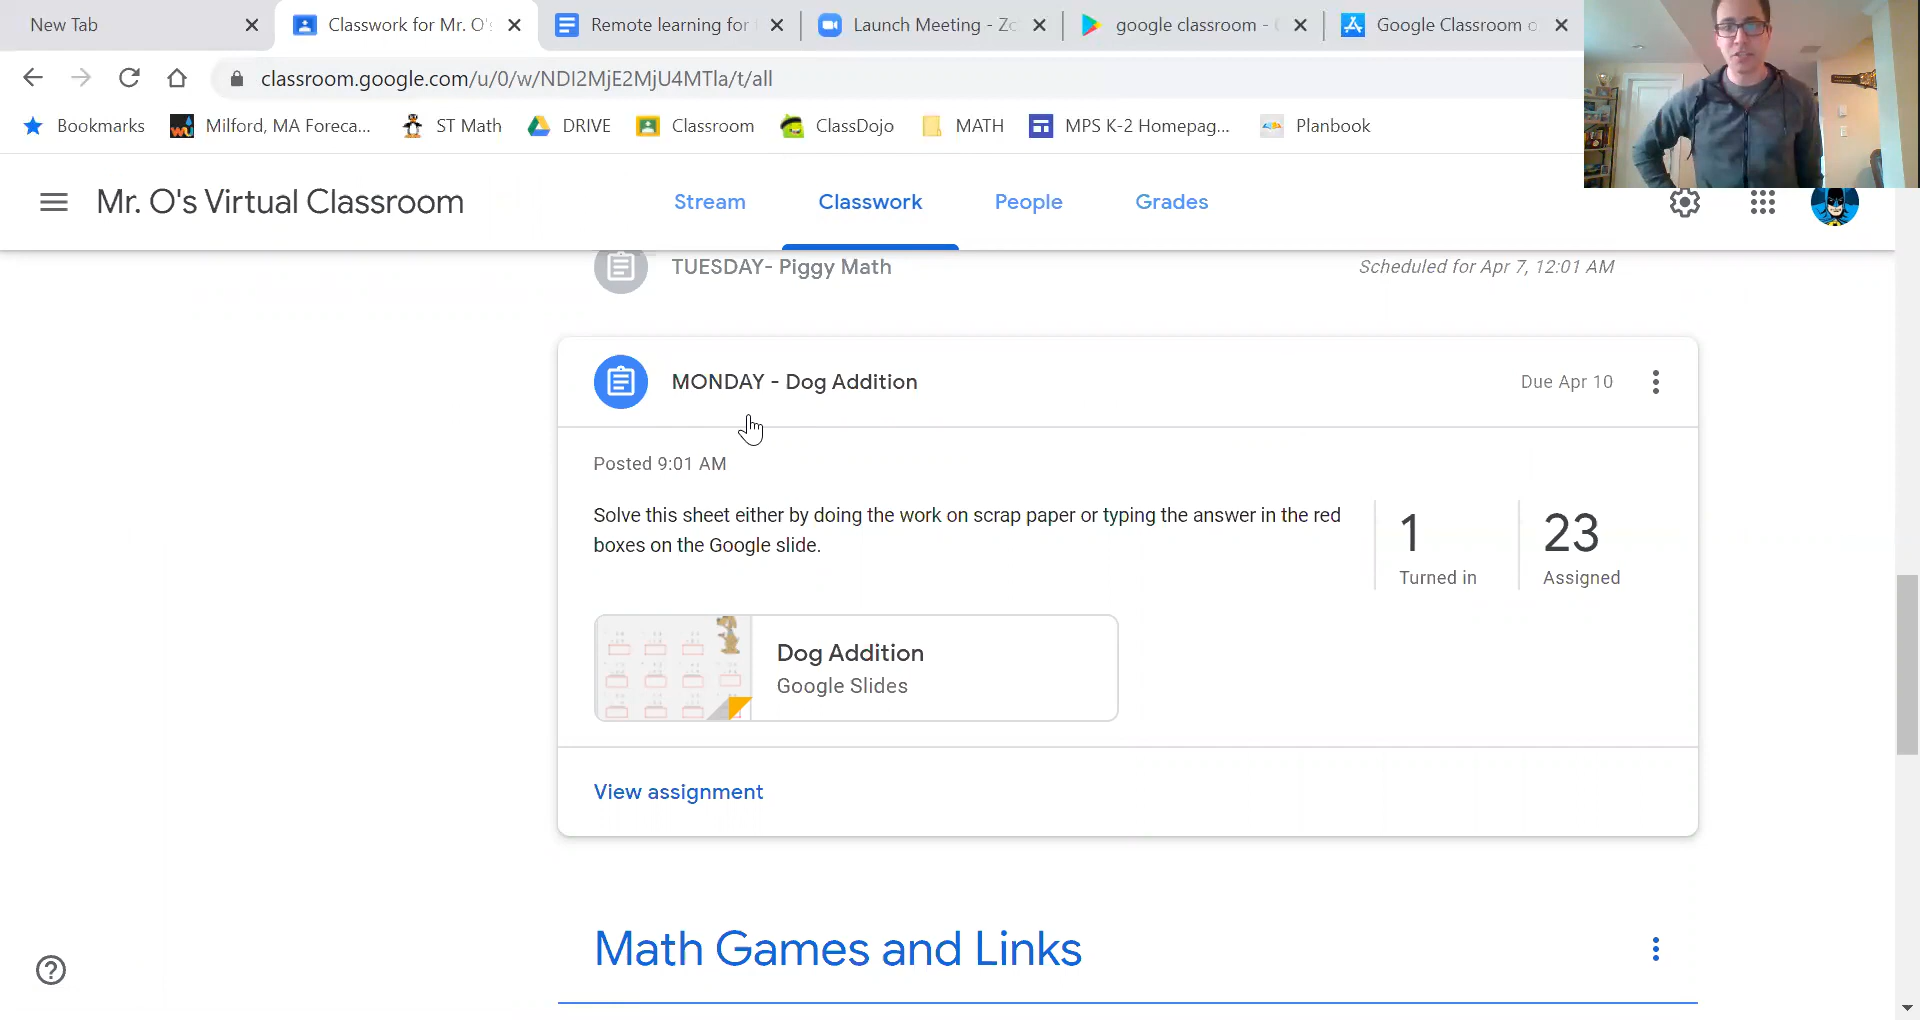 New Tab
Classwork for Mr. O's
Remote learning for
Launch Meeting - Zo
google classroom -
Google Classroom o
classroom.google.com/u/0/w/NDI2MjE2MjU4MTla/t/all
Bookmarks
Milford, MA Foreca...
ST Math
DRIVE
Classroom
ClassDojo
MATH
MPS K-2 Homepag...
Planbook
Mr. O's Virtual Classroom
Stream
Classwork
People
Grades
TUESDAY- Piggy Math
Scheduled for Apr 7, 12:01 AM
MONDAY - Dog Addition
Due Apr 10
Posted 9:01 AM
Solve this sheet either by doing the work on scrap paper or typing the answer in the red
boxes on the Google slide.
1
Turned in
23
Assigned
Dog Addition
Google Slides
View assignment
Math Games and Links